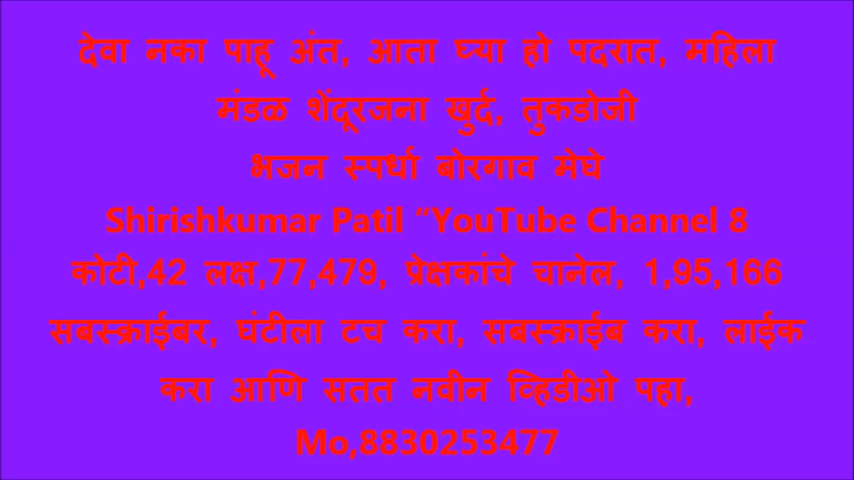 देवा नका पाहू अंत, आता घ्या हो पदरात, महिला
मंडळ शेंदूरजना खुर्द, तुकडोजी
भजन स्पर्धा बोरगाव मेघे
Shirishkumar Patil “YouTube Channel 8
कोटी,42 लक्ष,77,479, प्रेक्षकांचे चानेल, 1,95,166
सबस्क्राईबर, घंटीला टच करा, सबस्क्राईब करा, लाईक
करा आणि सतत नवीन व्हिडीओ पहा,
Mo,8830253477